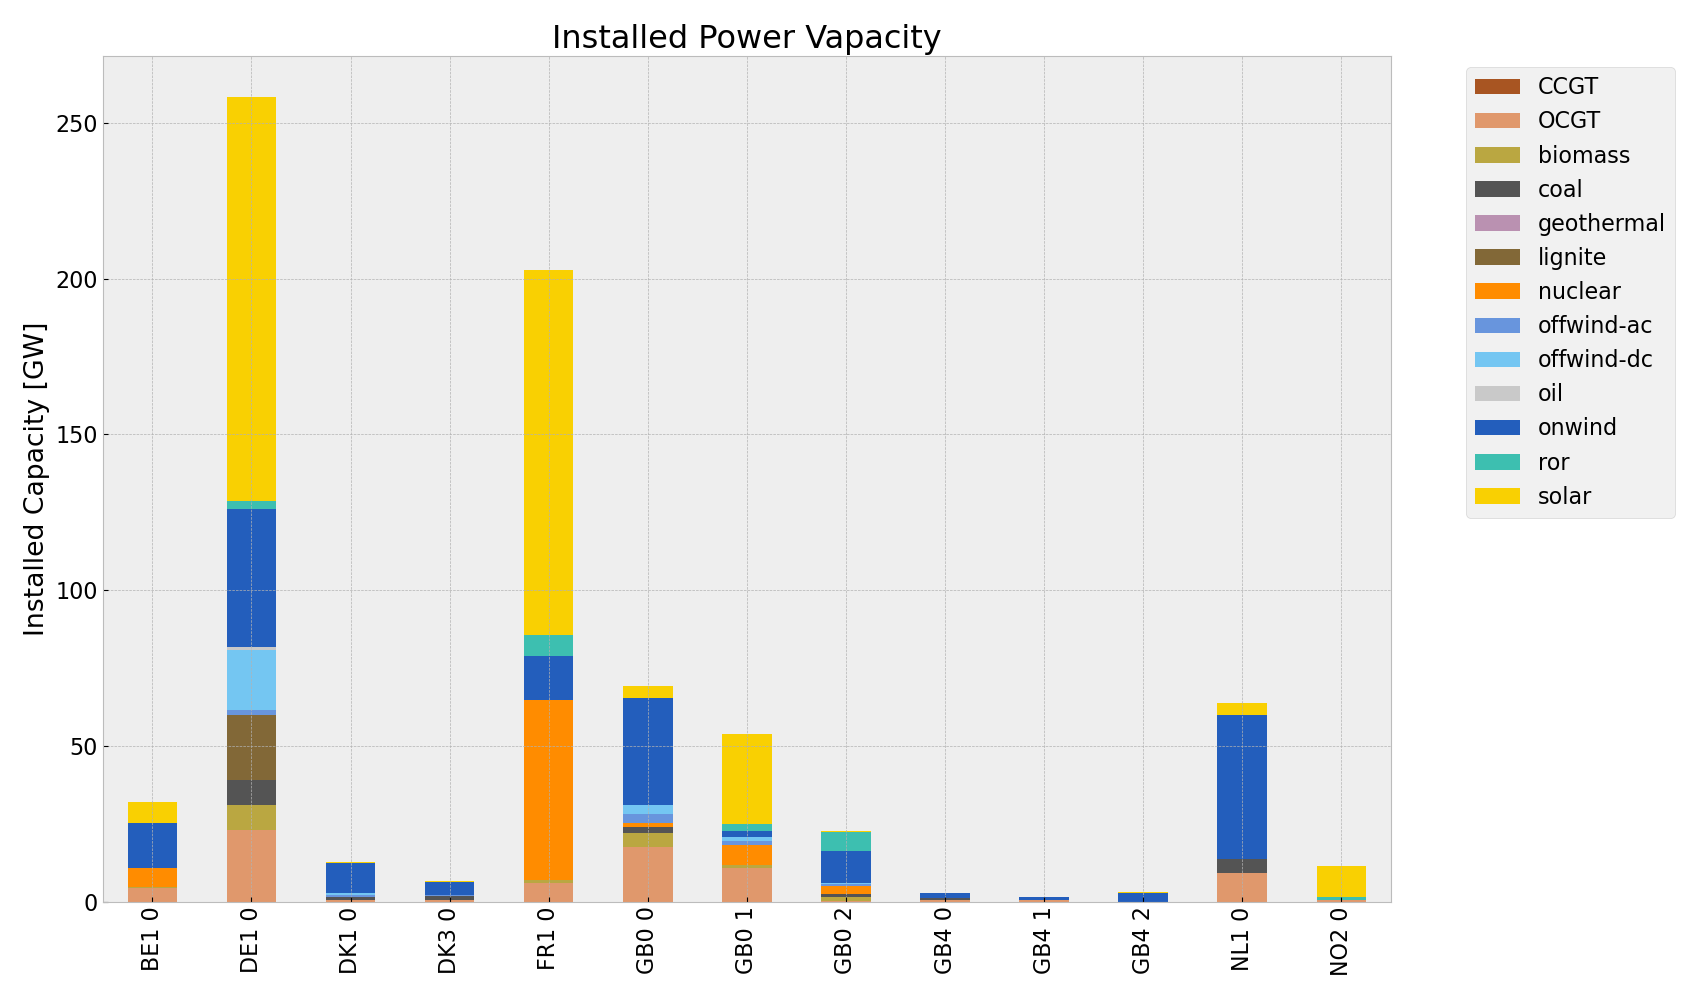 Installed Power Vapacity
Installed Capacity [GW]
250
200
150
100
50
0
BE1 0
DE1 0
DK1 0
DK3 0
FR1 0
GB0 0
GB0 1
GB0 2
GB4 0
GB4 1
GB4 2
NL1 0
NO2 0
CCGT
OCGT
biomass
coal
geothermal
lignite
nuclear
offwind-ac
offwind-dc
oil
onwind
ror
solar